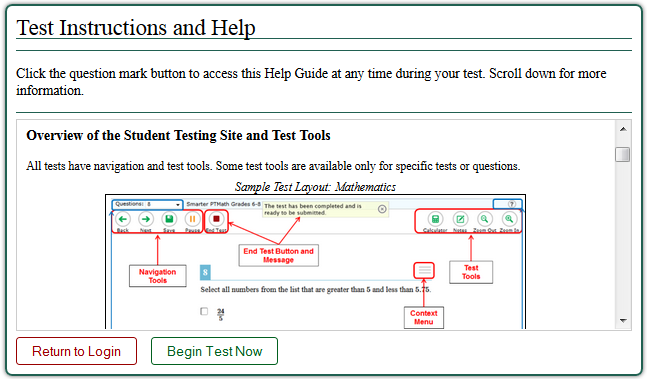 Test Instructions and Help
Click the question mark button to access this Help Guide at any time during your test. Scroll down for more
information.
Overview of the Student Testing Site and Test Tools
All tests have navigation and test tools. Some test tools are available only for specific tests or questions.
Sample Test Layout: Mathematics
Questions: 8
Smarter PTMath Grades 6-8
The test has been completed and is
ready to be submitted.
?
Back Next Save Pause End Test
Calculator Notes Zoom Out Zoom In
End Test Button and
Message
Navigation
Tools
Test
Tools
8
Select all numbers from the list that are greater than 5 and less than 5.75.
24
5
Context
Menu
Return to Login
Begin Test Now